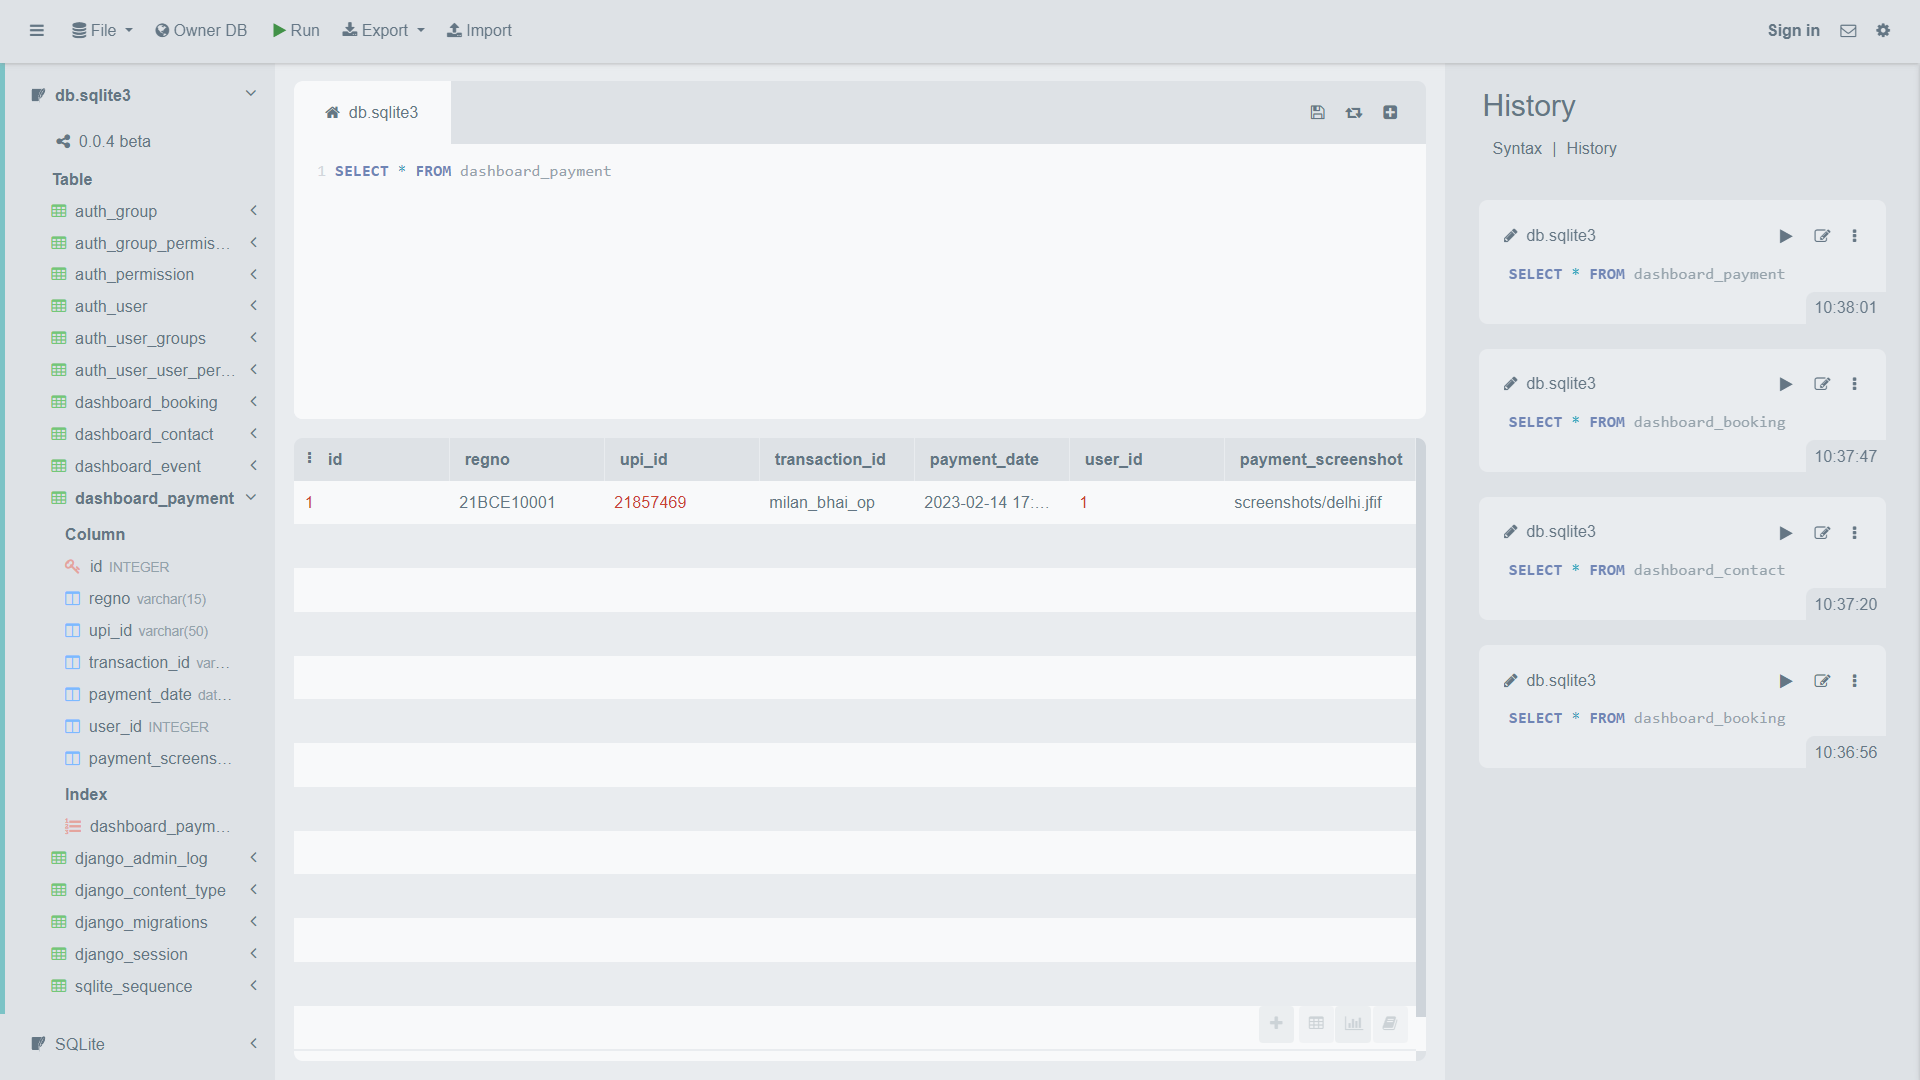 File Owner DB Run Export Import Sign in
db.sqlite3
0.0.4 beta
Table
auth_group
auth_group_permis...
auth_permission
auth_user
auth_user_groups
auth_user_user_per...
dashboard_booking
dashboard_contact
dashboard_event
dashboard_payment
Column
id INTEGER
regno varchar(15)
upi_id varchar(50)
transaction_id var...
payment_date dat...
user_id INTEGER
payment_screens...
Index
dashboard_paym...
django_admin_log
django_content_type
django_migrations
django_session
sqlite_sequence
SQLite
db.sqlite3
1 SELECT * FROM dashboard_payment
id regno upi_id transaction_id payment_date user_id payment_screenshot
1 21BCE10001 21857469 milan_bhai_op 2023-02-14 17:... 1 screenshots/delhi.jfif
History
Syntax | History
db.sqlite3
SELECT * FROM dashboard_payment
10:38:01
db.sqlite3
SELECT * FROM dashboard_booking
10:37:47
db.sqlite3
SELECT * FROM dashboard_contact
10:37:20
db.sqlite3
SELECT * FROM dashboard_booking
10:36:56